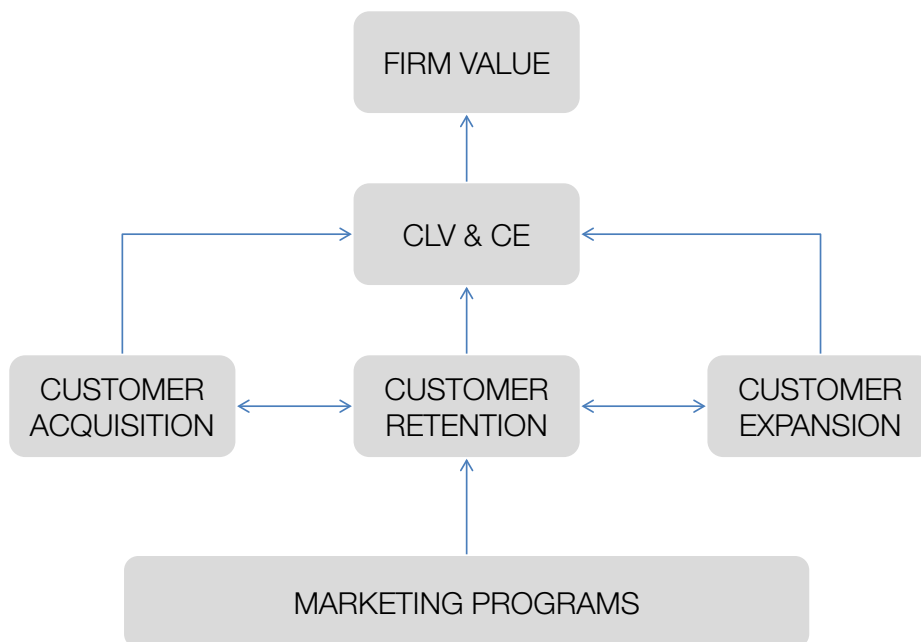 FIRM VALUE
CLV & CE
CUSTOMER
ACQUISITION
CUSTOMER
RETENTION
CUSTOMER
EXPANSION
MARKETING PROGRAMS